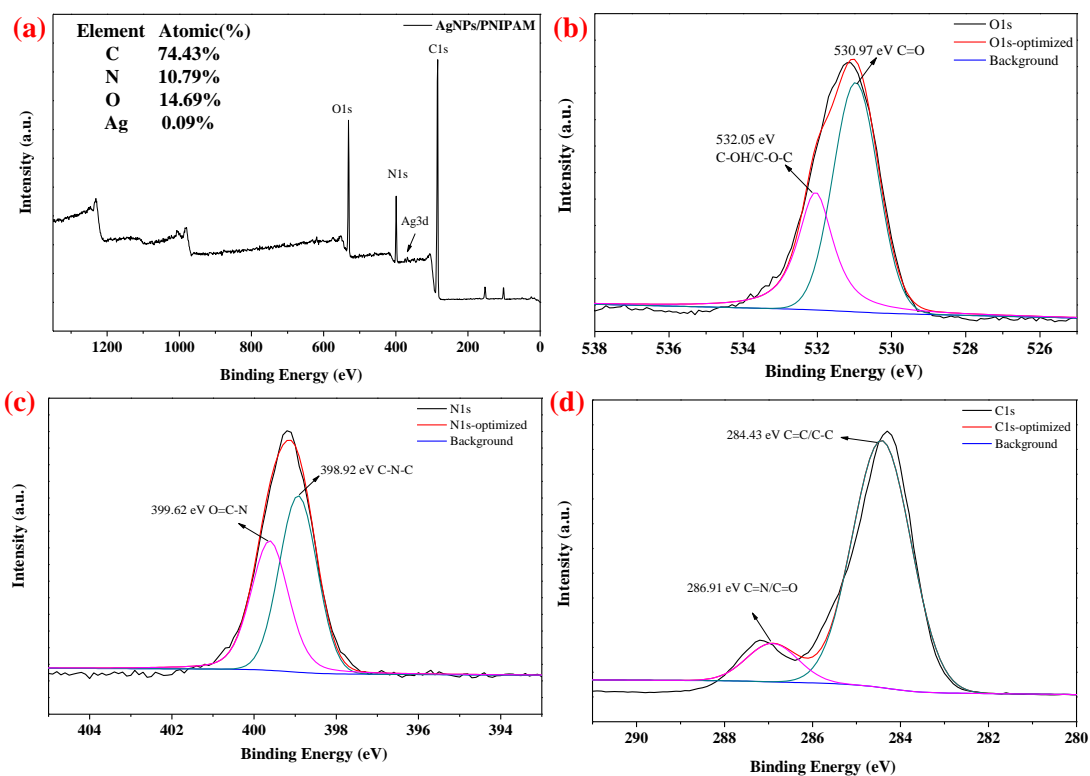 (a)
AgNPs/PNIPAM
Element Atomic(%)
C 74.43%
N 10.79%
O 14.69%
Ag 0.09%
C1s
O1s
N1s
Ag3d
Intensity (a.u.)
1200 1000 800 600 400 200 0
Binding Energy (eV)
(b)
O1s
O1s-optimized
Background
530.97 eV C=O
532.05 eV
C-OH/C-O-C
Intensity (a.u.)
538 536 534 532 530 528 526
Binding Energy (eV)
(c)
N1s
N1s-optimized
Background
398.92 eV C-N-C
399.62 eV O=C-N
Intensity (a.u.)
404 402 400 398 396 394
Binding Energy (eV)
(d)
C1s
C1s-optimized
Background
284.43 eV C=C/C-C
286.91 eV C=N/C=O
Intensity (a.u.)
290 288 286 284 282 280
Binding Energy (eV)